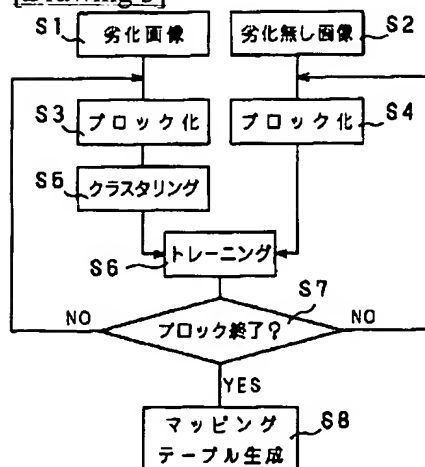 S1
劣化画像
劣化無し画像
S2
S3
ブロック化
ブロック化
S4
S5
クラスタリング
トレーニング
S6
S7
NO
ブロック終了?
NO
YES
マッピング
テーブル生成
S8